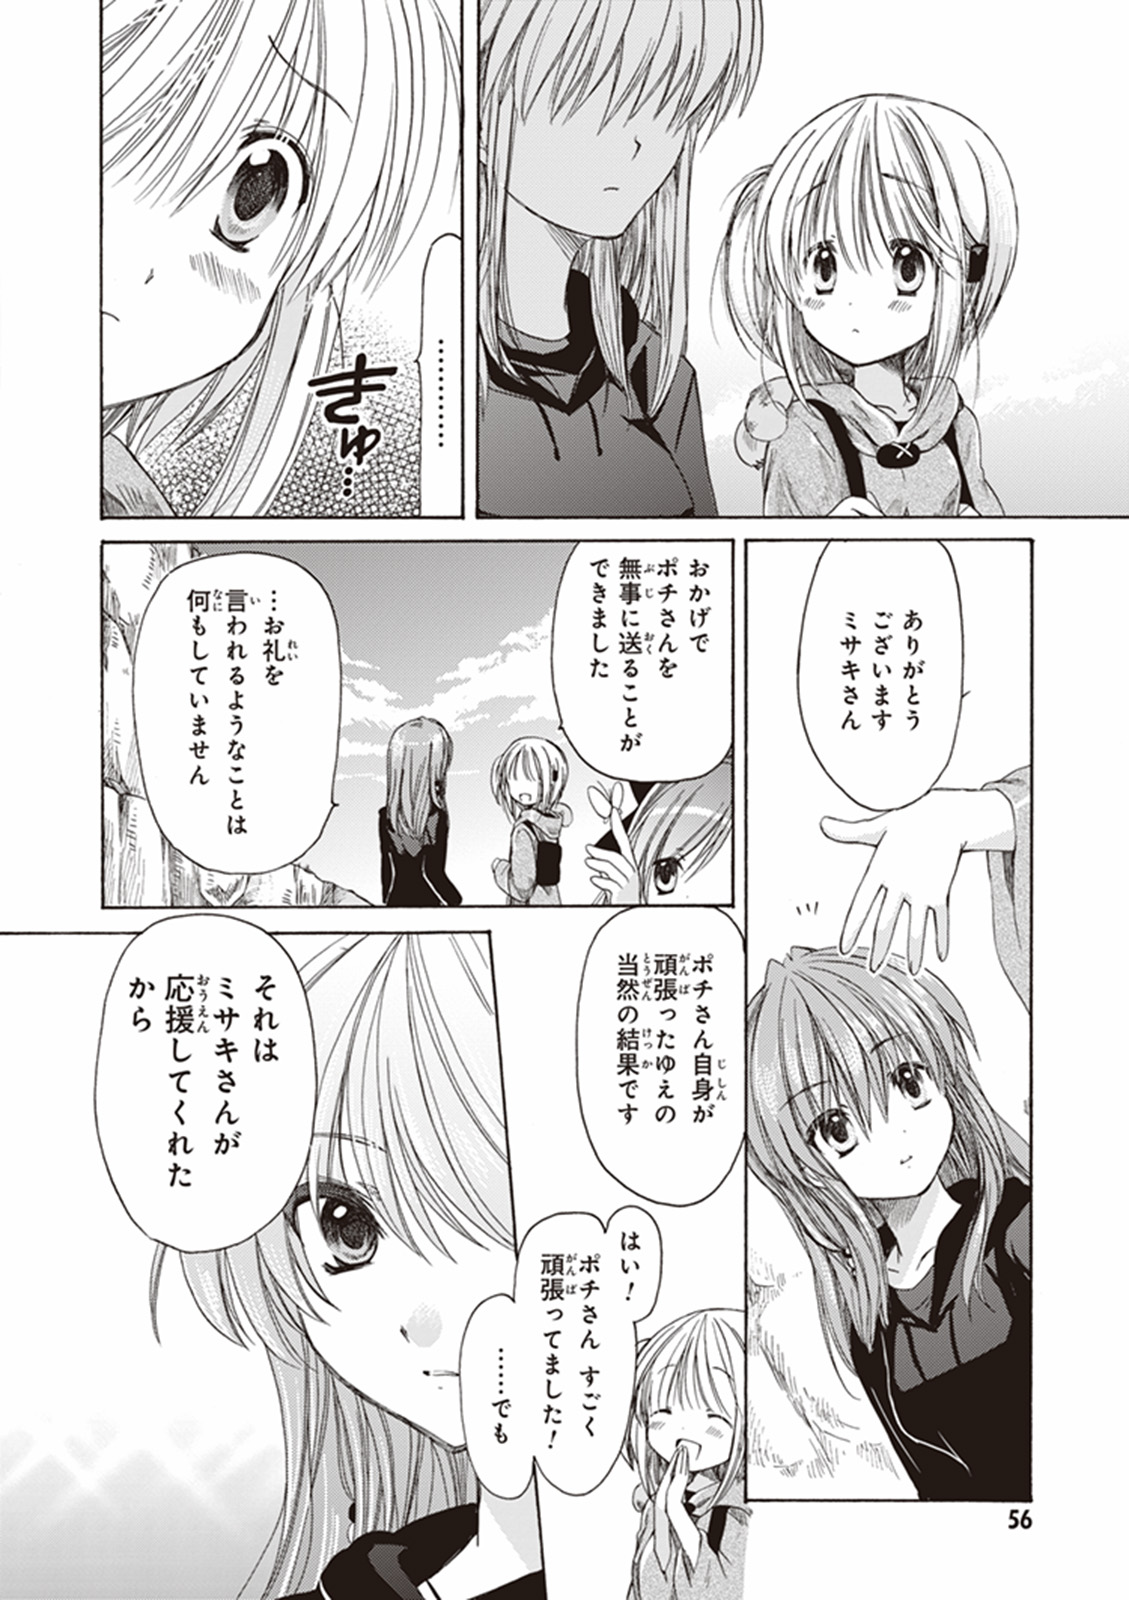 …………
きゅ…
ありがとう
ございます
ミサキさん
おかげで
ポチさんを
無事に送ることが
できました
…お礼を
言われるようなことは
何もしていません
ポチさん自身が
頑張ったゆえの
当然の結果です
はい！
ポチさん すごく
頑張ってました！
……でも
それは
ミサキさんが
応援してくれた
から
56